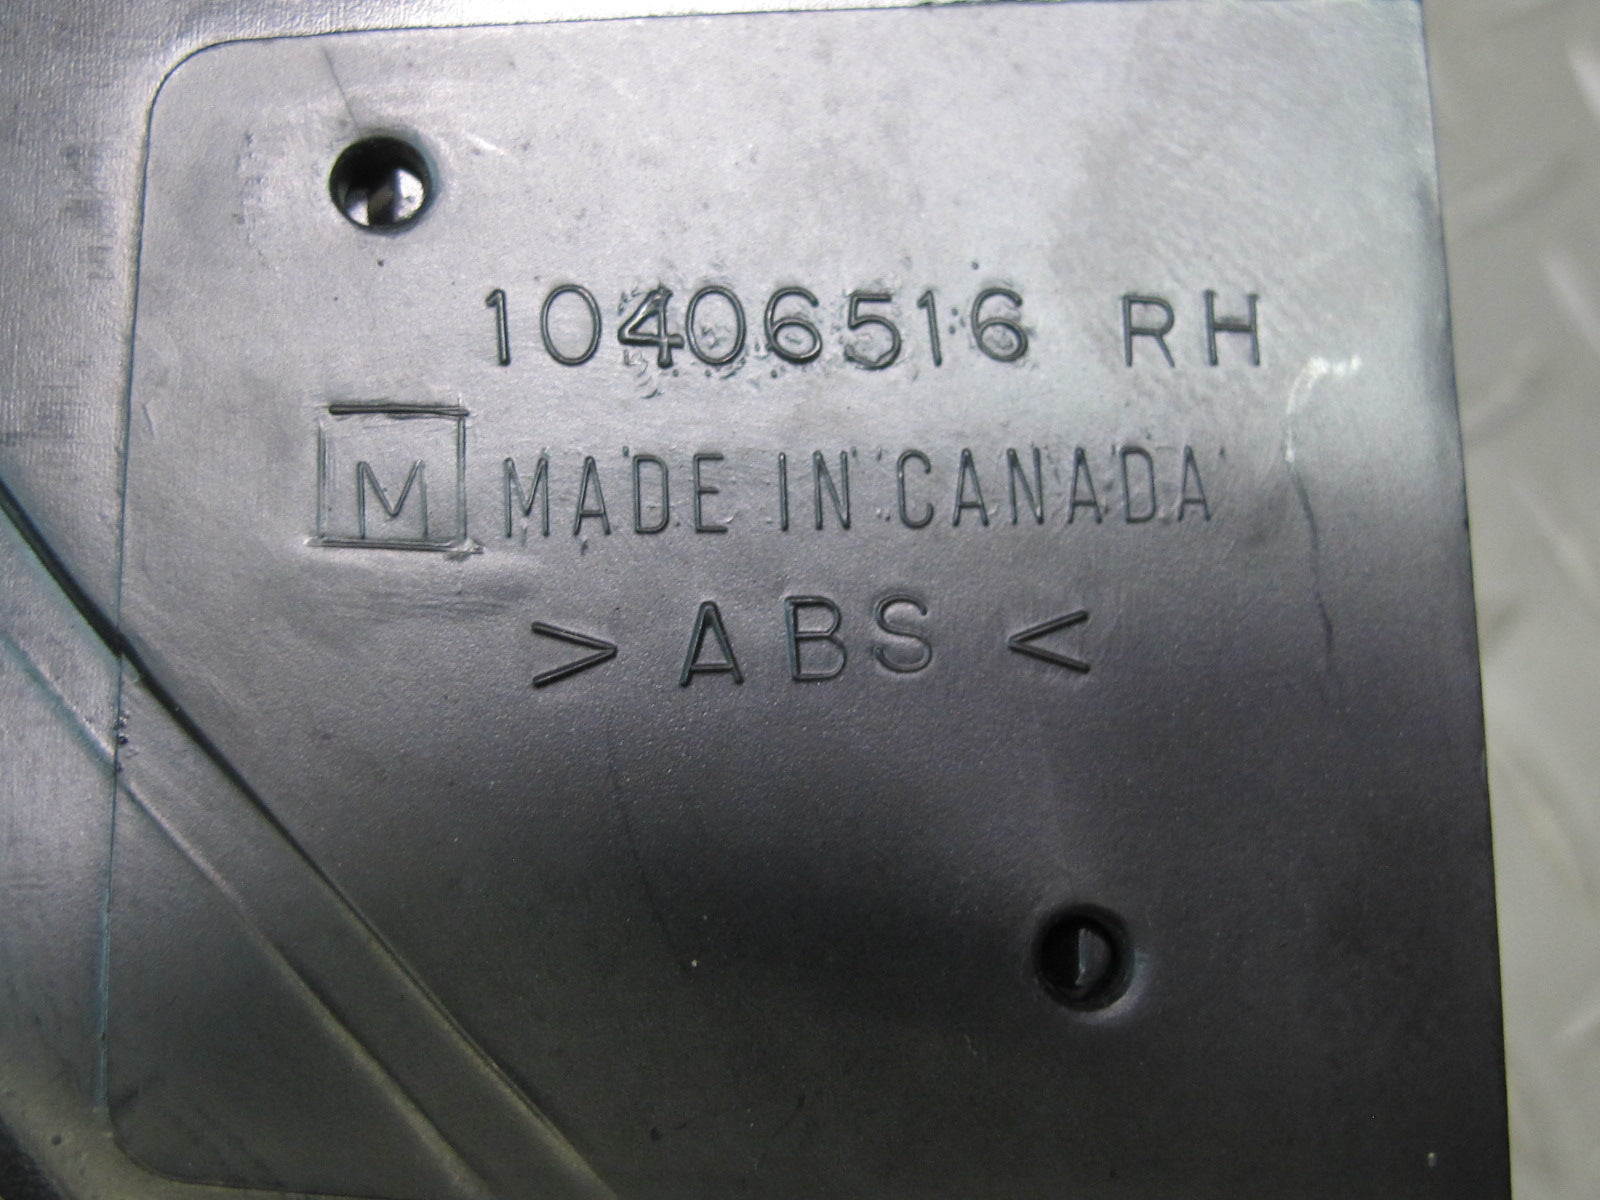 10406516 RH
M MADE IN CANADA
> ABS <